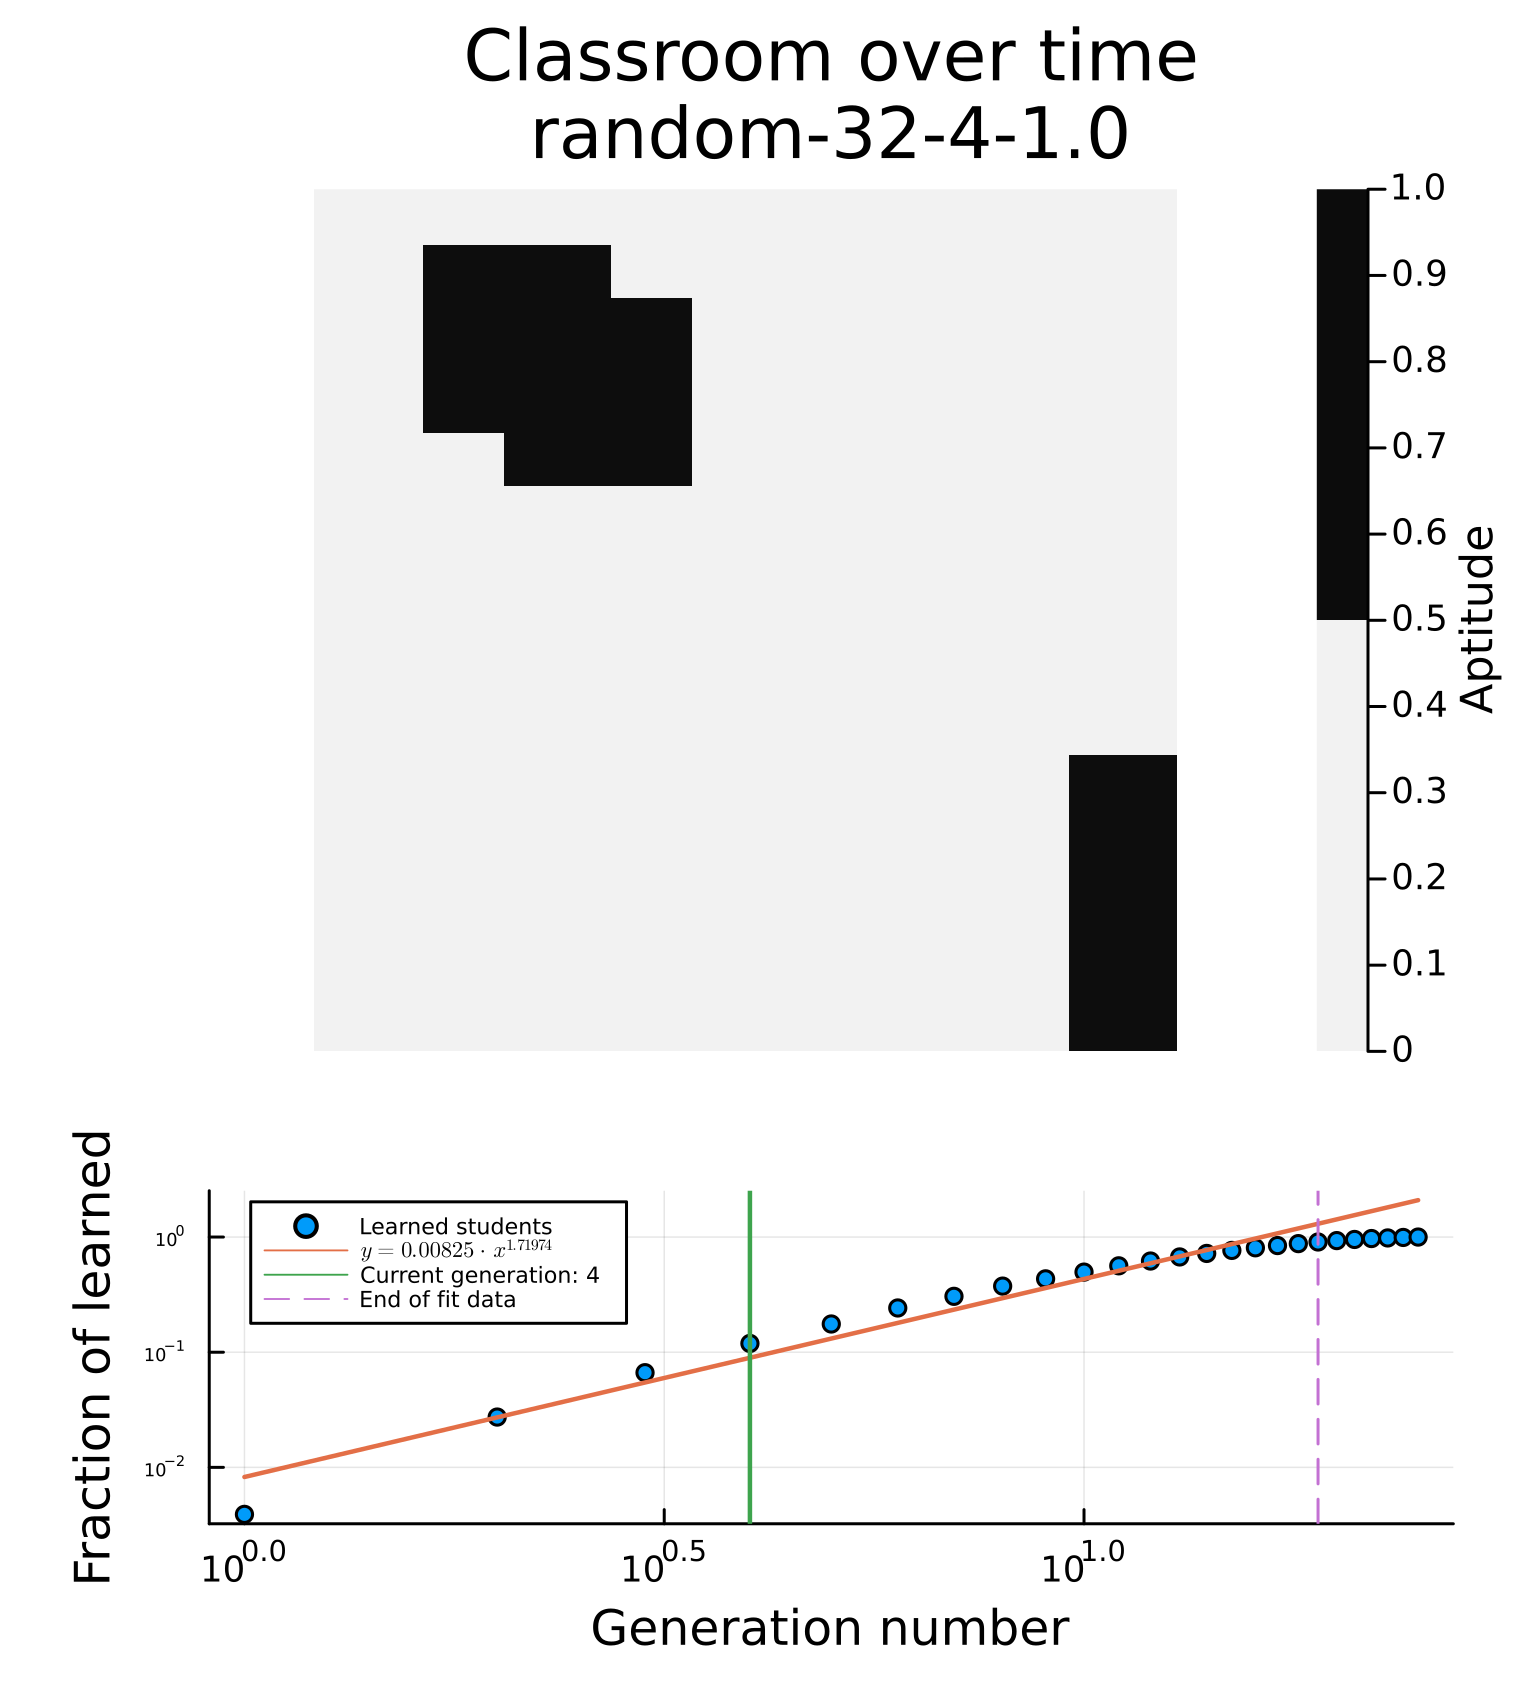 Classroom over time
random-32-4-1.0
1.0
0.9
0.8
0.7
0.6
0.5
0.4
0.3
0.2
0.1
0
Aptitude
Fraction of learned
10⁰
10⁻¹
10⁻²
Learned students
y = 0.00825 · x^1.71974
Current generation: 4
End of fit data
10^0.0
10^0.5
10^1.0
Generation number